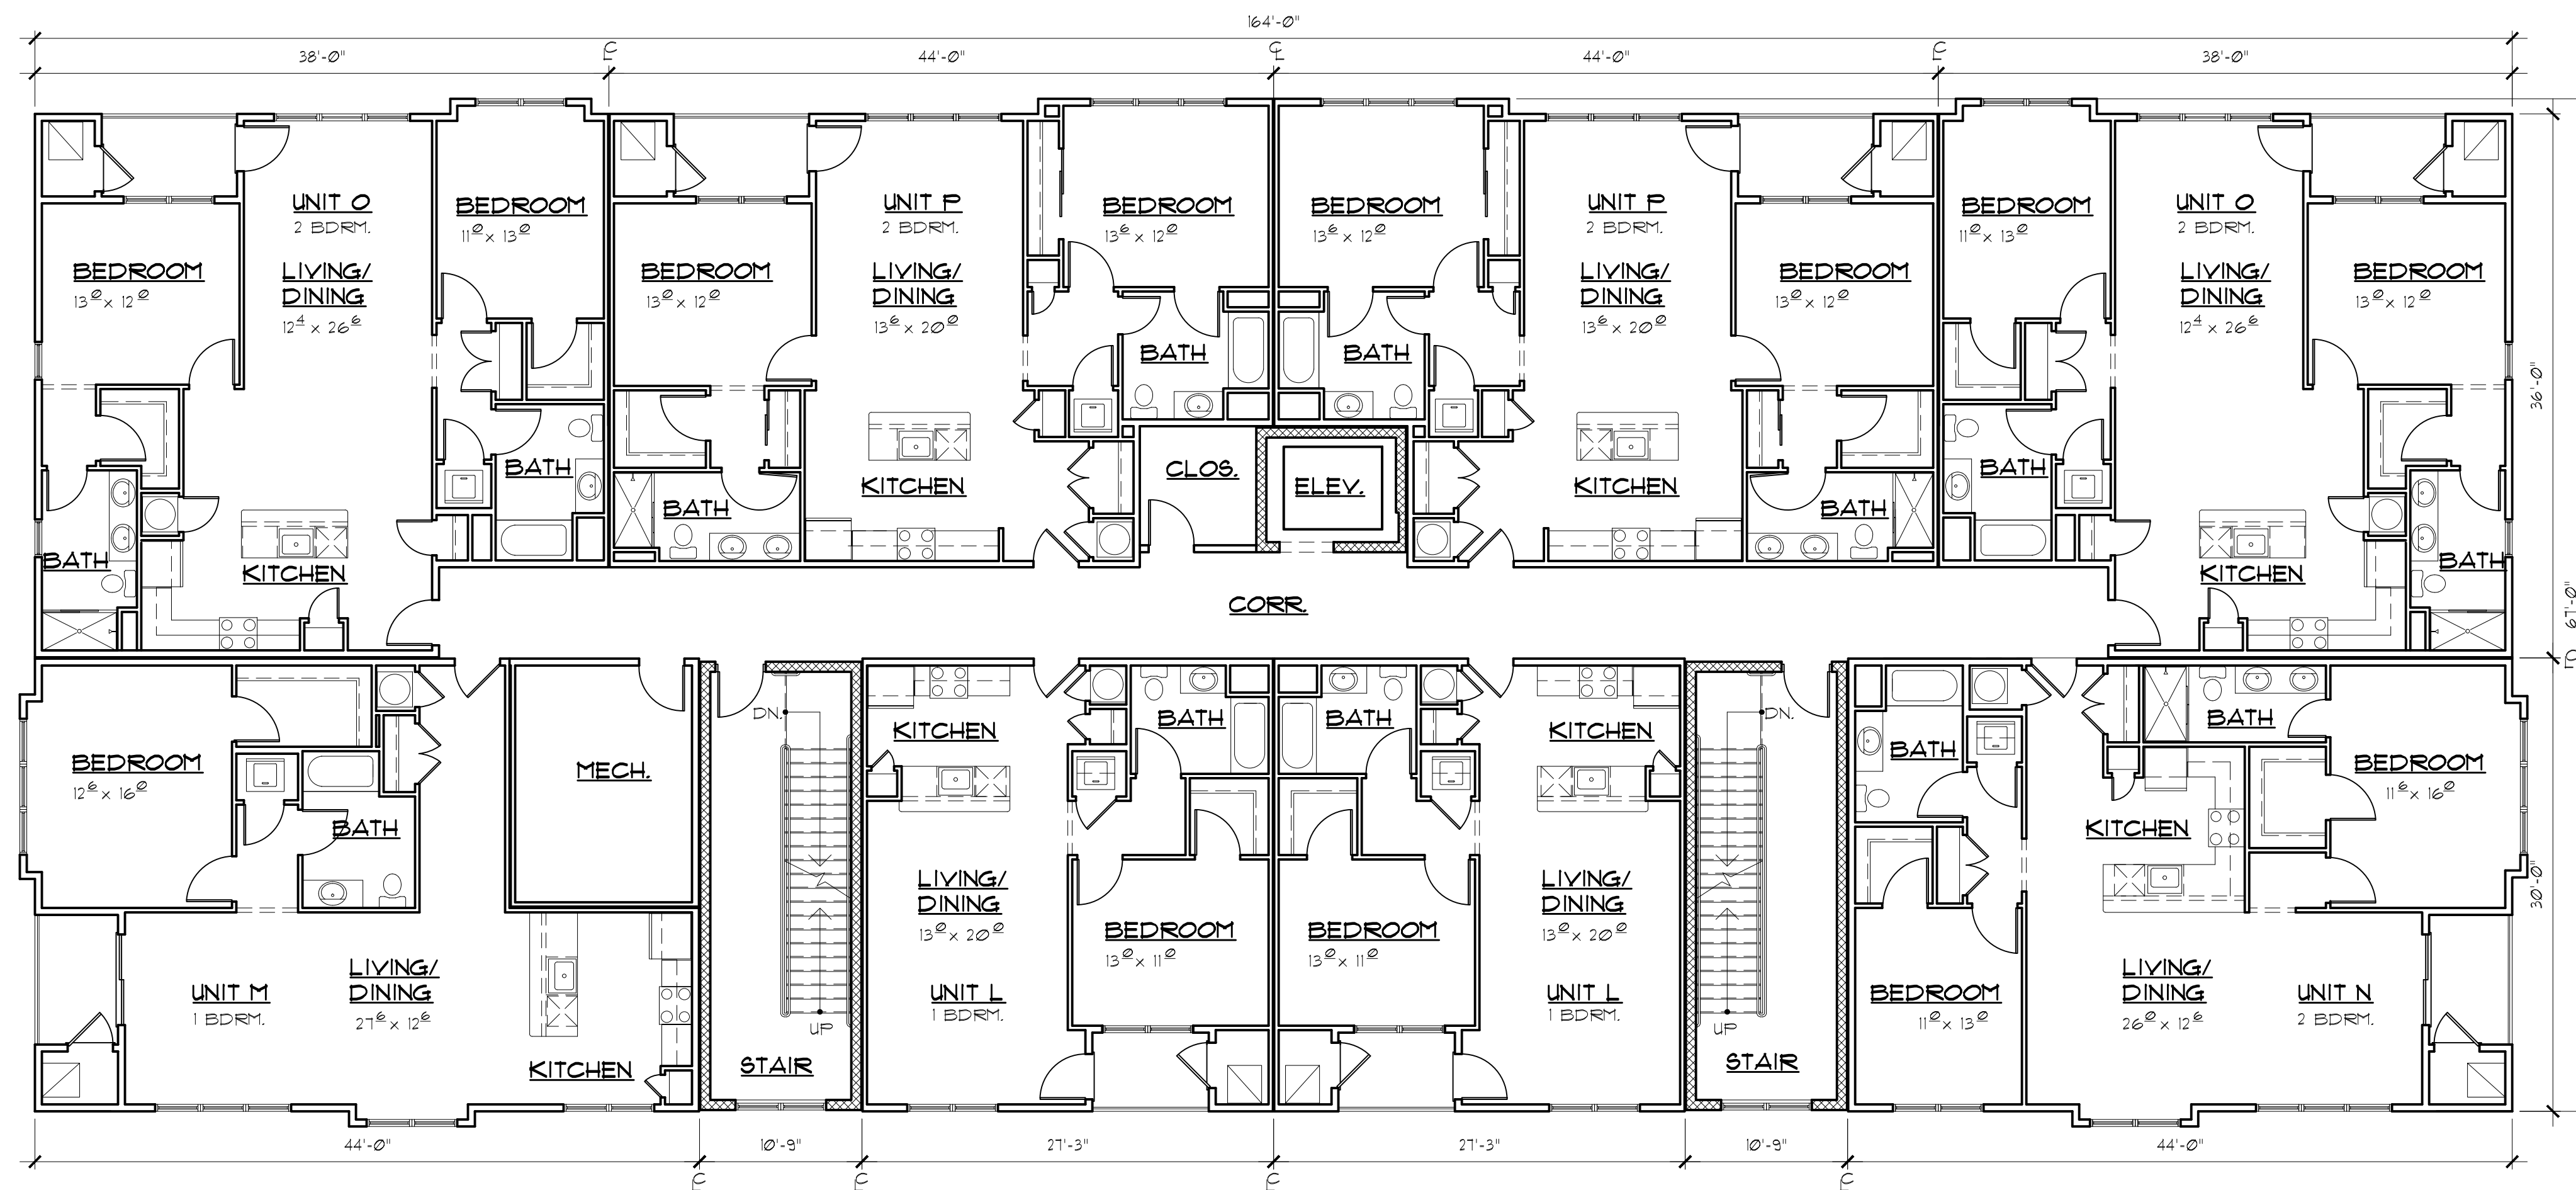 164'-0"
38'-0"
44'-0"
44'-0"
38'-0"
UNIT O
2 BDRM.
BEDROOM
11⁰ x 13⁰
BEDROOM
13⁰ x 12⁰
LIVING/
DINING
12⁴ x 26⁶
BATH
BATH
KITCHEN
UNIT P
2 BDRM.
BEDROOM
13⁶ x 12⁰
BEDROOM
13⁰ x 12⁰
LIVING/
DINING
13⁶ x 20⁰
BATH
BATH
KITCHEN
CLOS.
ELEV.
BEDROOM
13⁶ x 12⁰
UNIT P
2 BDRM.
LIVING/
DINING
13⁶ x 20⁰
BEDROOM
13⁰ x 12⁰
BATH
KITCHEN
BATH
BEDROOM
11⁰ x 13⁰
UNIT O
2 BDRM.
LIVING/
DINING
12⁴ x 26⁶
BEDROOM
13⁰ x 12⁰
BATH
KITCHEN
BATH
36'-0"
67'-0"
30'-0"
CORR.
BEDROOM
12⁶ x 16⁰
BATH
MECH.
UNIT M
1 BDRM.
LIVING/
DINING
27⁶ x 12⁶
KITCHEN
DN.
UP
STAIR
KITCHEN
BATH
LIVING/
DINING
13⁰ x 20⁰
BEDROOM
13⁰ x 11⁰
UNIT L
1 BDRM.
BATH
KITCHEN
BEDROOM
13⁰ x 11⁰
LIVING/
DINING
13⁰ x 20⁰
UNIT L
1 BDRM.
DN.
UP
STAIR
BATH
BATH
BEDROOM
11⁶ x 16⁰
KITCHEN
BEDROOM
11⁰ x 13⁰
LIVING/
DINING
26⁰ x 12⁶
UNIT N
2 BDRM.
44'-0"
10'-9"
27'-3"
27'-3"
10'-9"
44'-0"